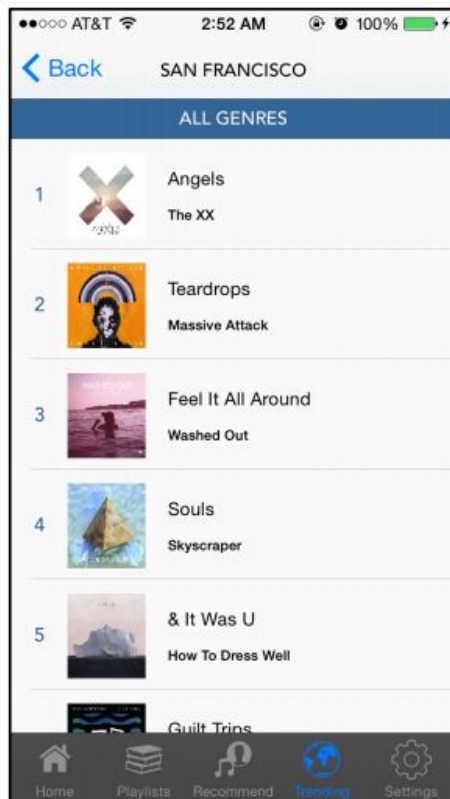 AT&T 2:52 AM 100%
Back SAN FRANCISCO
ALL GENRES
1 Angels
The XX
2 Teardrops
Massive Attack
3 Feel It All Around
Washed Out
4 Souls
Skyscraper
5 & It Was U
How To Dress Well
Guilt Trips
Home Playlists Recommend Trending Settings